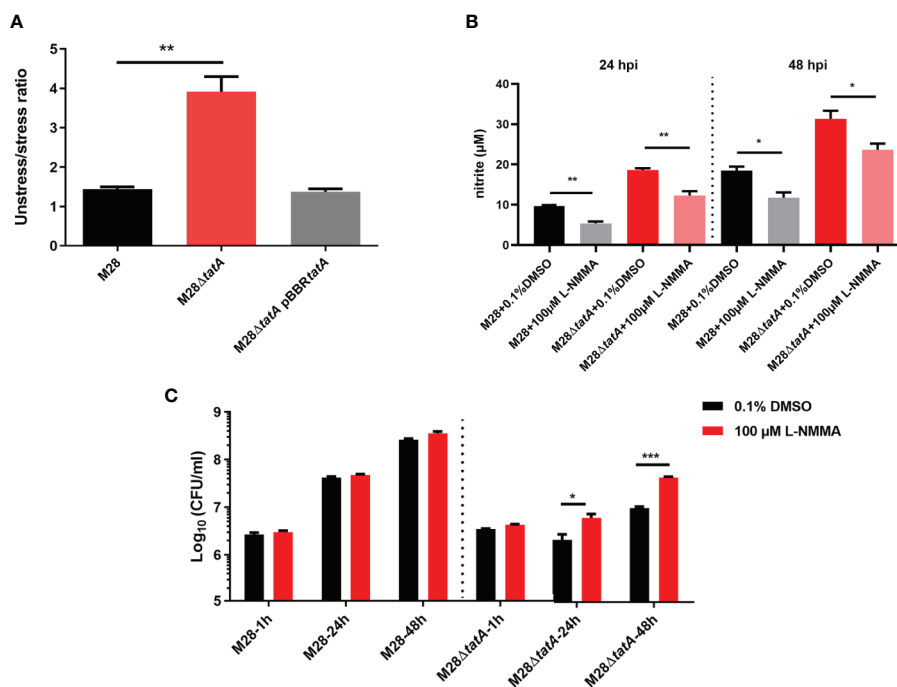 A
Unstress/stress ratio
5
4
3
2
1
0
**
M28
M28ΔtatA
M28ΔtatA pBBRtatA
B
24 hpi
48 hpi
nitrite (μM)
40
30
20
10
0
**
**
*
*
M28+0.1%DMSO
M28+100μM L-NMMA
M28ΔtatA+0.1%DMSO
M28ΔtatA+100μM L-NMMA
M28+0.1%DMSO
M28+100μM L-NMMA
M28ΔtatA+0.1%DMSO
M28ΔtatA+100μM L-NMMA
C
0.1% DMSO
100 μM L-NMMA
Log₁₀ (CFU/ml)
9
8
7
6
5
*
***
M28-1h
M28-24h
M28-48h
M28ΔtatA-1h
M28ΔtatA-24h
M28ΔtatA-48h